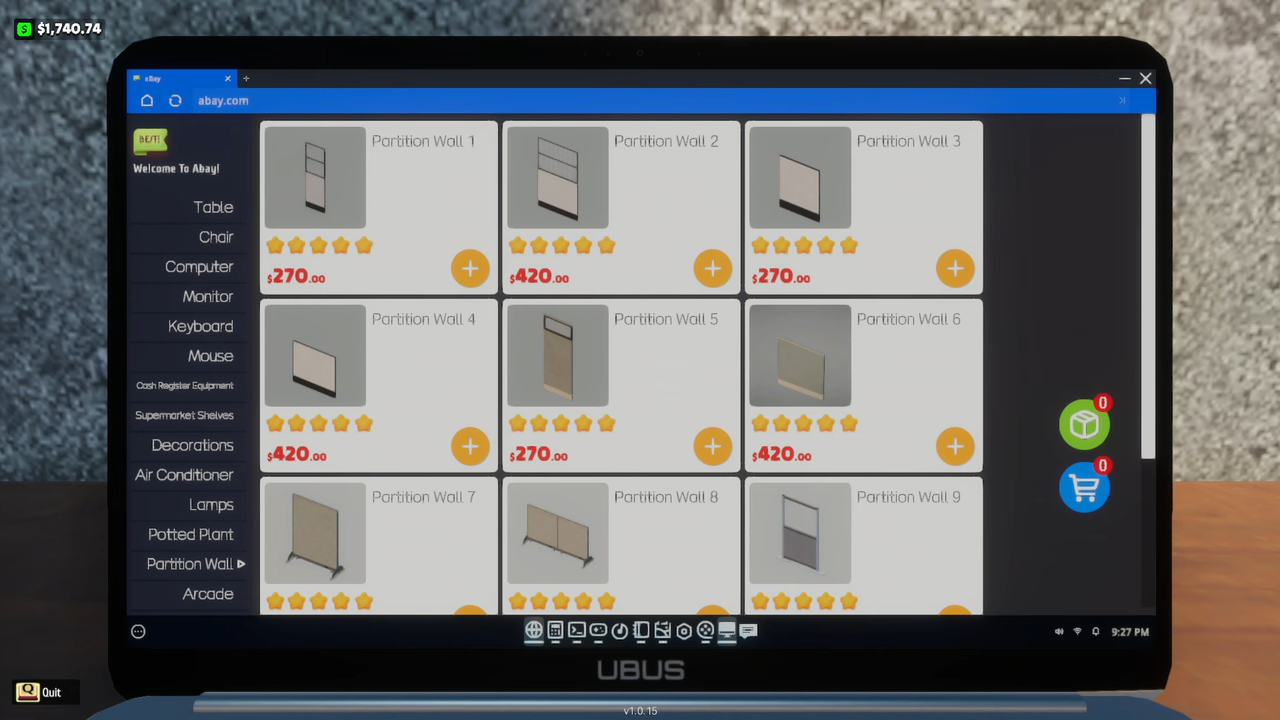 $ $1,740.74
aBay
abay.com
BEST!
Welcome To Abay!
Table
Chair
Computer
Monitor
Keyboard
Mouse
Cash Register Equipment
Supermarket Shelves
Decorations
Air Conditioner
Lamps
Potted Plant
Partition Wall
Arcade
Partition Wall 1
$270.00
Partition Wall 2
$420.00
Partition Wall 3
$270.00
Partition Wall 4
$420.00
Partition Wall 5
$270.00
Partition Wall 6
$420.00
Partition Wall 7
Partition Wall 8
Partition Wall 9
0
0
9:27 PM
UBUS
Q Quit
v1.0.15